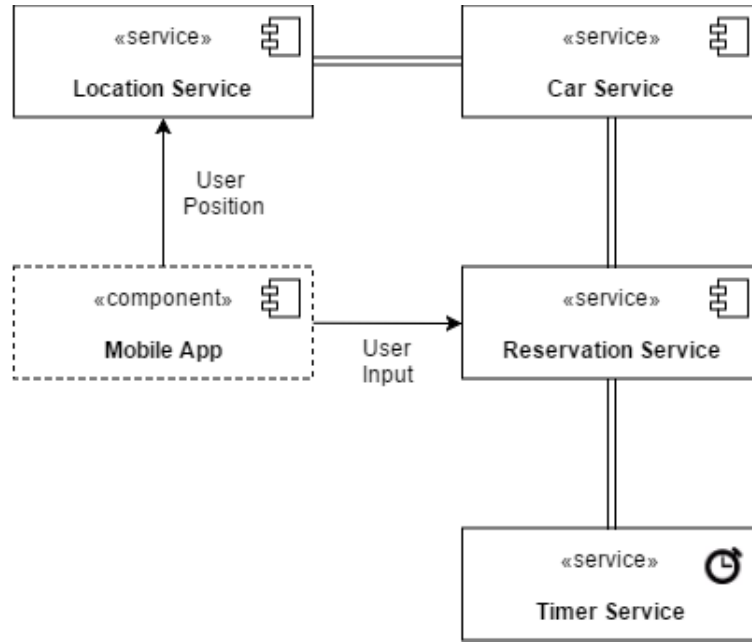 «service»
Location Service
«service»
Car Service
User
Position
«component»
Mobile App
User
Input
«service»
Reservation Service
«service»
Timer Service